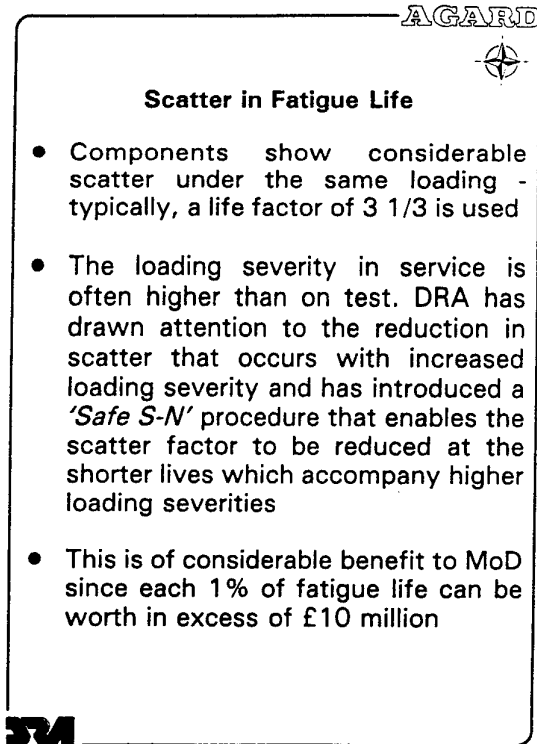 AGARD
Scatter in Fatigue Life
● Components show considerable
scatter under the same loading -
typically, a life factor of 3 1/3 is used
● The loading severity in service is
often higher than on test. DRA has
drawn attention to the reduction in
scatter that occurs with increased
loading severity and has introduced a
'Safe S-N' procedure that enables the
scatter factor to be reduced at the
shorter lives which accompany higher
loading severities
● This is of considerable benefit to MoD
since each 1% of fatigue life can be
worth in excess of £10 million